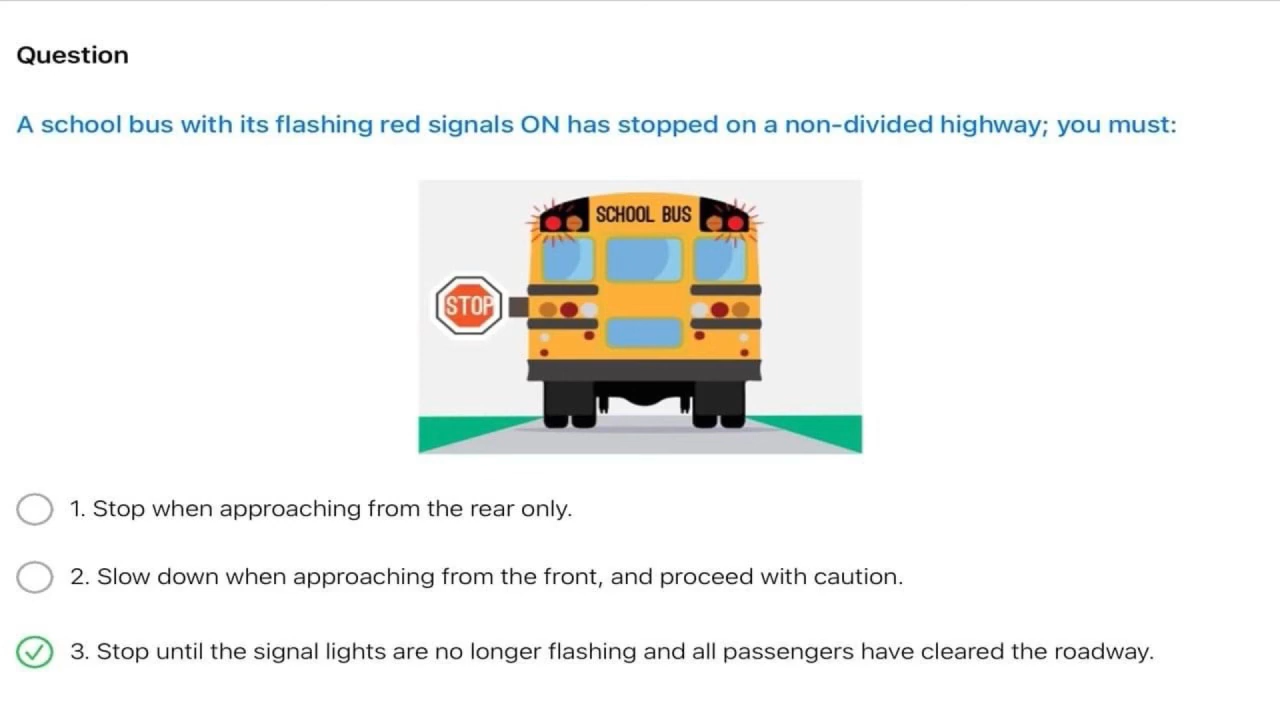 Question
A school bus with its flashing red signals ON has stopped on a non-divided highway; you must:
SCHOOL BUS
STOP
1. Stop when approaching from the rear only.
2. Slow down when approaching from the front, and proceed with caution.
3. Stop until the signal lights are no longer flashing and all passengers have cleared the roadway.